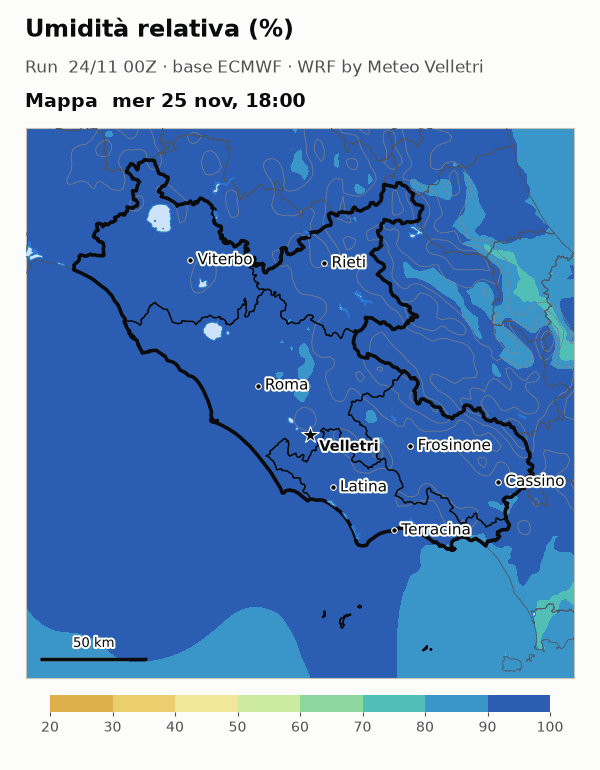 Umidità relativa (%)
Run  24/11 00Z · base ECMWF · WRF by Meteo Velletri
Mappa  mer 25 nov, 18:00
Viterbo
Rieti
Roma
Velletri
Frosinone
Latina
Cassino
Terracina
50 km
20 30 40 50 60 70 80 90 100